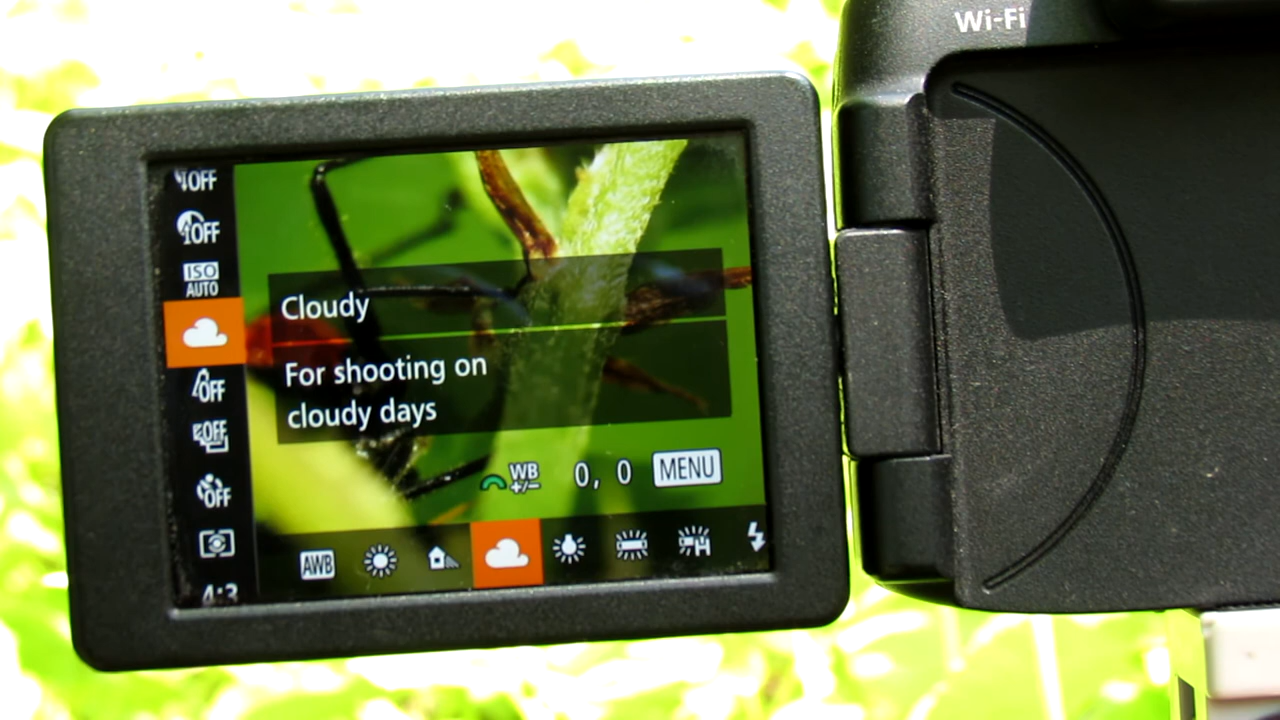 Wi-Fi
OFF
OFF
ISO
AUTO
Cloudy
For shooting on
cloudy days
OFF
OFF
OFF
WB
+/-
0, 0
MENU
AWB
H
4:3